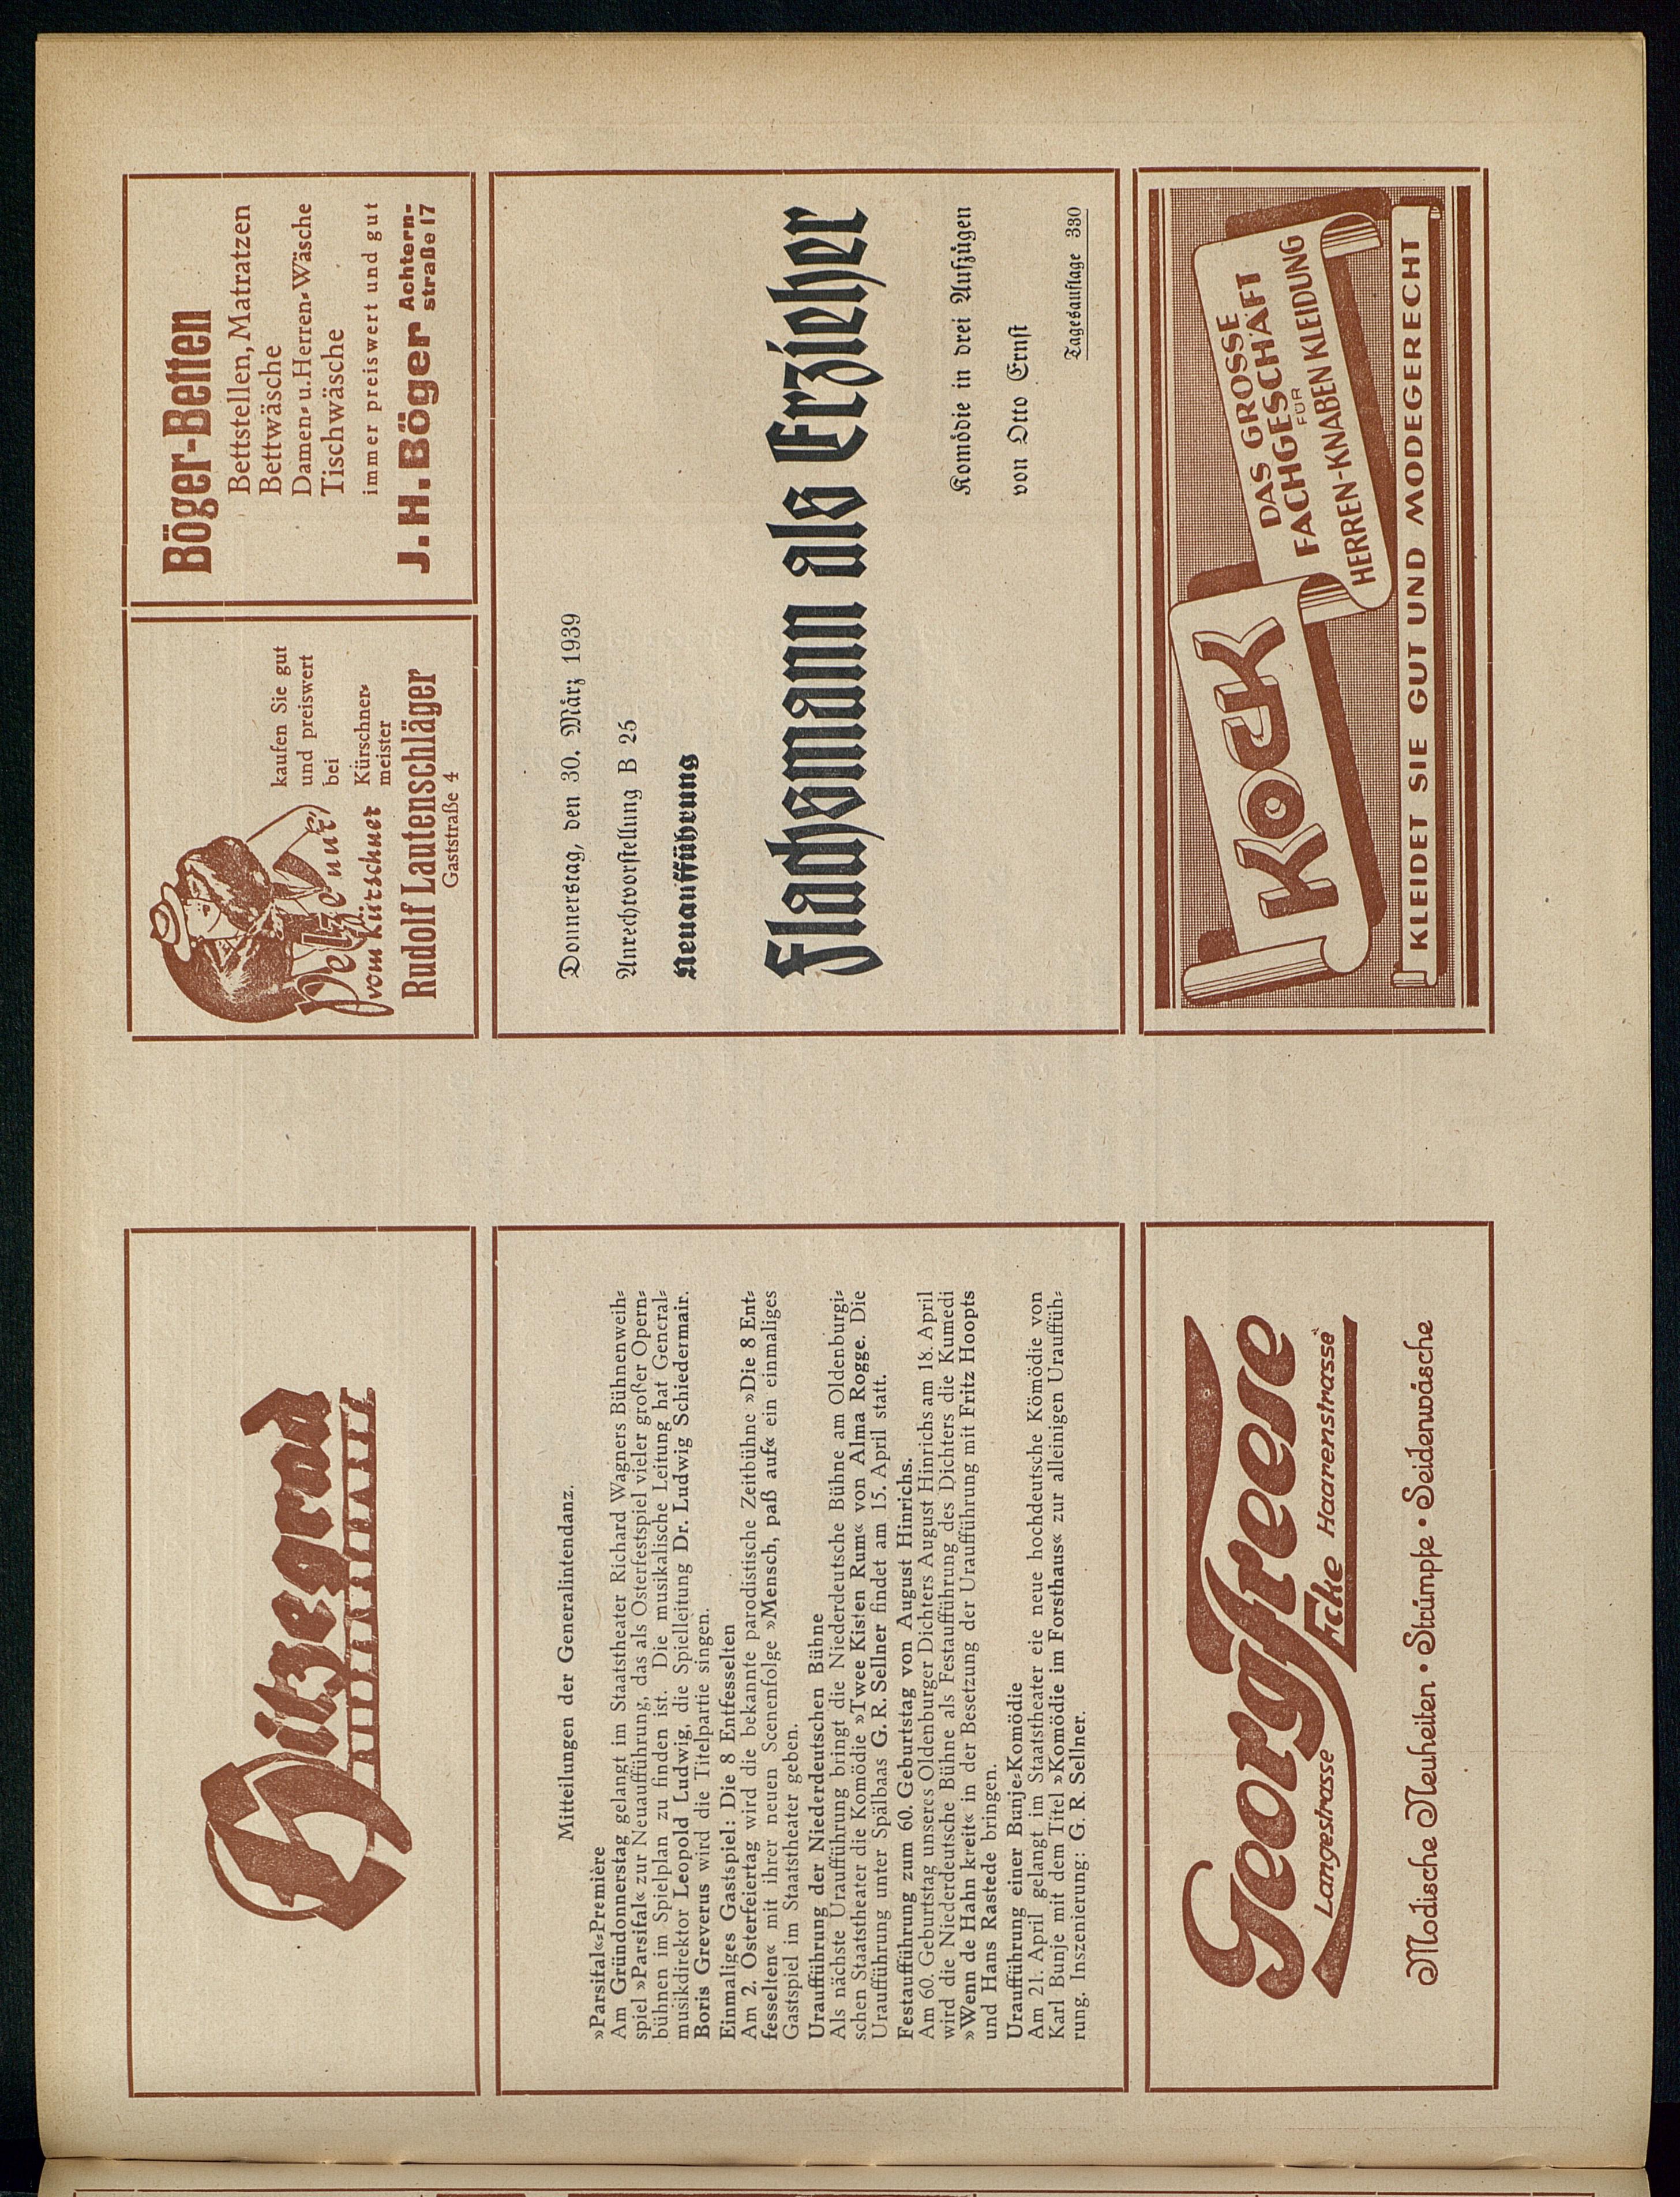 Hitzegrad
Mitteilungen der Generalintendanz.
»Parsifal«-Première
Am Gründonnerstag gelangt im Staatstheater Richard Wagners Bühnenweih-
spiel »Parsifal« zur Neuaufführung, das als Osterfestspiel vieler großer Opern-
bühnen im Spielplan zu finden ist. Die musikalische Leitung hat General-
musikdirektor Leopold Ludwig, die Spielleitung Dr. Ludwig Schiedermair.
Boris Greverus wird die Titelpartie singen.
Einmaliges Gastspiel: Die 8 Entfesselten
Am 2. Osterfeiertag wird die bekannte parodistische Zeitbühne »Die 8 Ent-
fesselten« mit ihrer neuen Scenenfolge »Mensch, paß auf« ein einmaliges
Gastspiel im Staatstheater geben.
Uraufführung der Niederdeutschen Bühne
Als nächste Uraufführung bringt die Niederdeutsche Bühne am Oldenburgi-
schen Staatstheater die Komödie »Twee Kisten Rum« von Alma Rogge. Die
Uraufführung unter Spälbaas G. R. Sellner findet am 15. April statt.
Festaufführung zum 60. Geburtstag von August Hinrichs.
Am 60. Geburtstag unseres Oldenburger Dichters August Hinrichs am 18. April
wird die Niederdeutsche Bühne als Festaufführung des Dichters die Kumedi
»Wenn de Hahn kreit« in der Besetzung der Uraufführung mit Fritz Hoopts
und Hans Rastede bringen.
Uraufführung einer Bunje-Komödie
Am 21. April gelangt im Staatstheater eie neue hochdeutsche Kömödie von
Karl Bunje mit dem Titel »Komödie im Forsthaus« zur alleinigen Urauffüh-
rung. Inszenierung: G. R. Sellner.
Georg Freese
Langestrasse Ecke Haarenstrasse
Modische Neuheiten • Strümpfe • Seidenwäsche
Pelze nur
vom Kürschner
kaufen Sie gut
und preiswert
bei
Kürschner-
meister
Rudolf Lautenschläger
Gaststraße 4
Böger-Betten
Bettstellen, Matratzen
Bettwäsche
Damen- u. Herren-Wäsche
Tischwäsche
immer preiswert und gut
J. H. Böger Achtern-
straße 17
Donnerstag, den 30. März 1939
Anrechtvorstellung B 25
Neuaufführung
Flachsmann als Erzieher
Komödie in drei Aufzügen
von Otto Ernst
Tagesauflage 330
KOCK
DAS GROSSE
FACHGESCHÄFT
FÜR
HERREN-KNABEN KLEIDUNG
KLEIDET SIE GUT UND MODEGERECHT